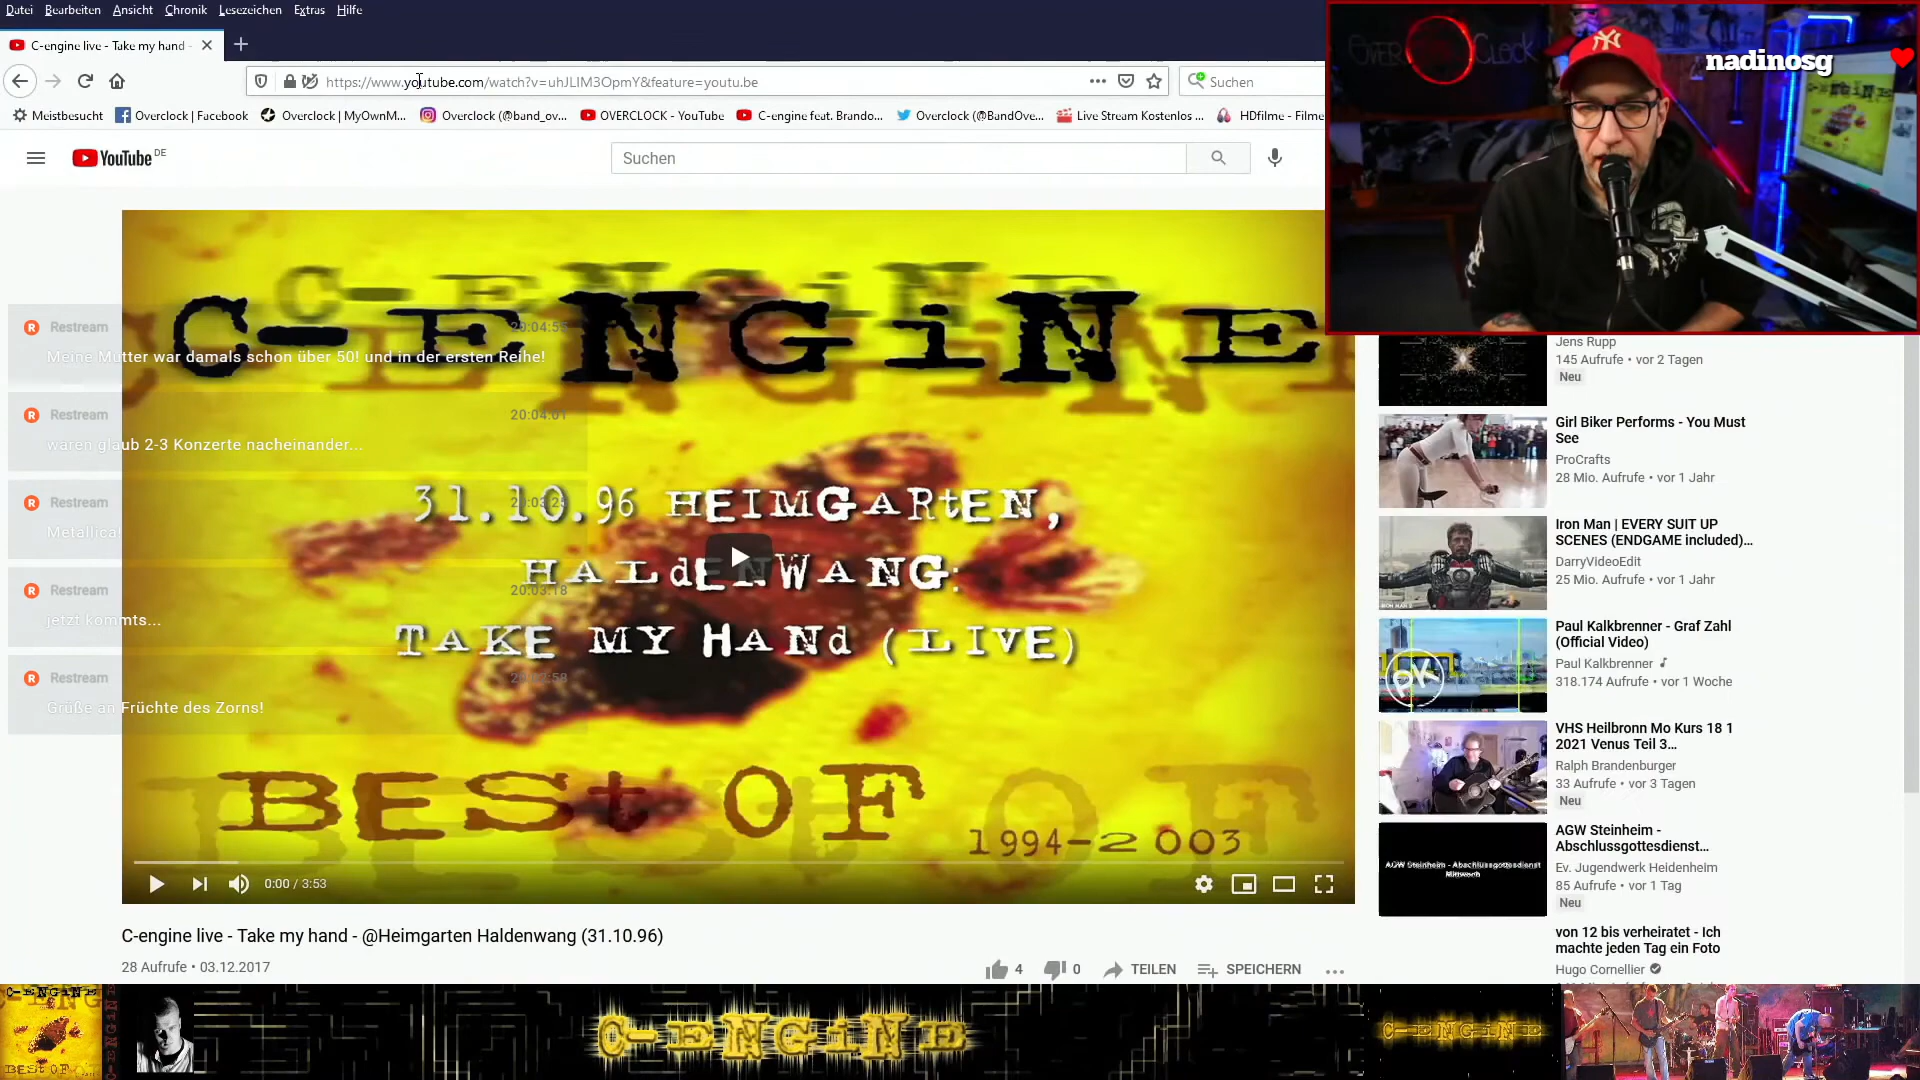 Datei Bearbeiten Ansicht Chronik Lesezeichen Extras Hilfe
C-engine live - Take my hand -
https://www.youtube.com/watch?v=uhJLIM3OpmY&feature=youtu.be
Suchen
Meistbesucht
Overclock | Facebook
Overclock | MyOwnM...
Overclock (@band_ov...
OVERCLOCK - YouTube
C-engine feat. Brando...
Overclock (@BandOve...
Live Stream Kostenlos ...
HDfilme - Filme
YouTube DE
Suchen
OVERCLOCK
nadinosg
C-ENGiNE
31.10.96 HEIMGARtEN,
HALdENWANG:
TAKE MY HANd (LIVE)
BESt OF
1994-2003
Restream 20:04:55
Meine Mutter war damals schon über 50! und in der ersten Reihe!
Restream 20:04:01
waren glaub 2-3 Konzerte nacheinander...
Restream
Metallica!
Restream 20:03:18
jetzt kommts...
Restream
Grüße an Früchte des Zorns!
0:00 / 3:53
C-engine live - Take my hand - @Heimgarten Haldenwang (31.10.96)
28 Aufrufe • 03.12.2017
4
0
TEILEN
SPEICHERN
Jens Rupp
145 Aufrufe • vor 2 Tagen
Neu
Girl Biker Performs - You Must
See
ProCrafts
28 Mio. Aufrufe • vor 1 Jahr
Iron Man | EVERY SUIT UP
SCENES (ENDGAME included)...
DarryVideoEdit
25 Mio. Aufrufe • vor 1 Jahr
Paul Kalkbrenner - Graf Zahl
(Official Video)
Paul Kalkbrenner
318.174 Aufrufe • vor 1 Woche
VHS Heilbronn Mo Kurs 18 1
2021 Venus Teil 3...
Ralph Brandenburger
33 Aufrufe • vor 3 Tagen
Neu
AGW Steinheim - Abschlussgottesdienst
Mittwoch
AGW Steinheim -
Abschlussgottesdienst...
Ev. Jugendwerk Heidenheim
85 Aufrufe • vor 1 Tag
Neu
von 12 bis verheiratet - Ich
machte jeden Tag ein Foto
Hugo Cornellier
C-ENGiNE
BESt OF
C-ENGiNE
C-ENGiNE
C-ENGiNE